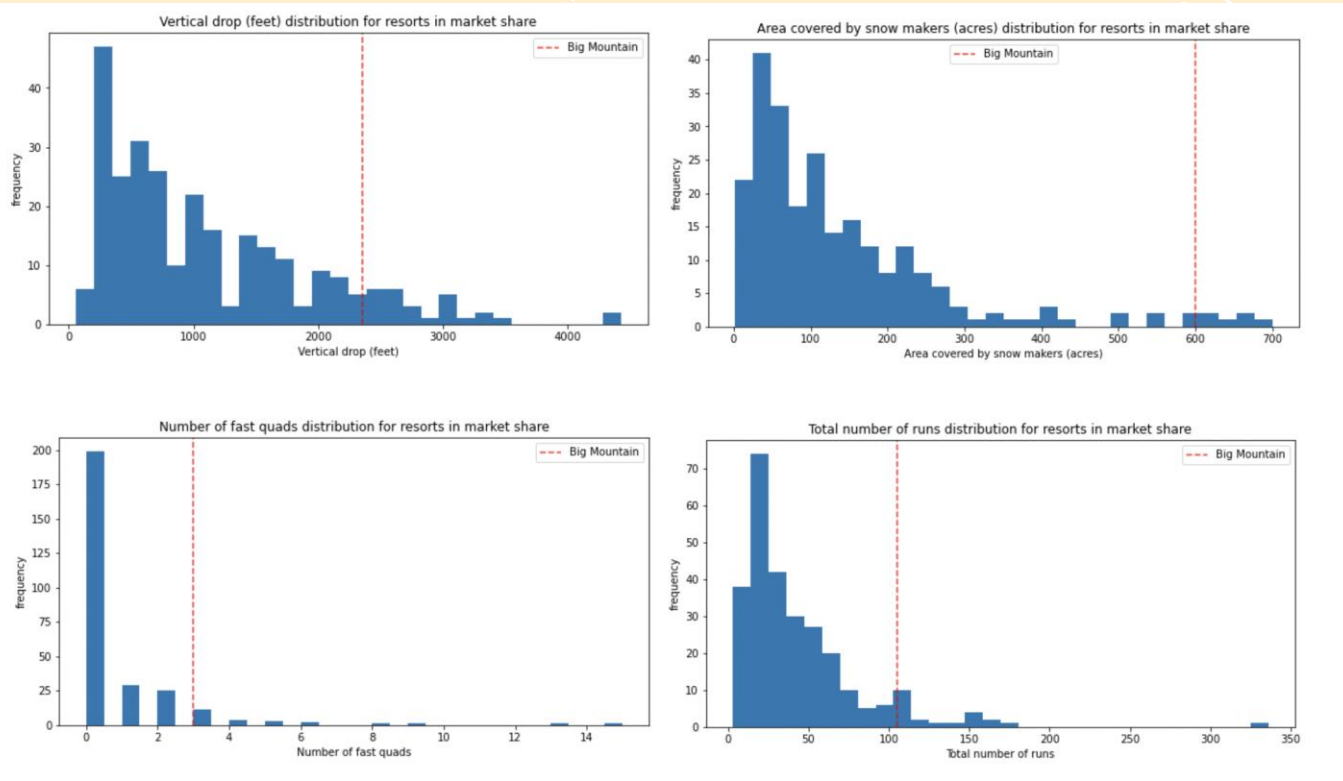 Vertical drop (feet) distribution for resorts in market share
Big Mountain
frequency
40
30
20
10
0
0 1000 2000 3000 4000
Vertical drop (feet)
Area covered by snow makers (acres) distribution for resorts in market share
Big Mountain
frequency
40
35
30
25
20
15
10
5
0
0 100 200 300 400 500 600 700
Area covered by snow makers (acres)
Number of fast quads distribution for resorts in market share
Big Mountain
frequency
200
175
150
125
100
75
50
25
0
0 2 4 6 8 10 12 14
Number of fast quads
Total number of runs distribution for resorts in market share
Big Mountain
frequency
70
60
50
40
30
20
10
0
0 50 100 150 200 250 300 350
Total number of runs